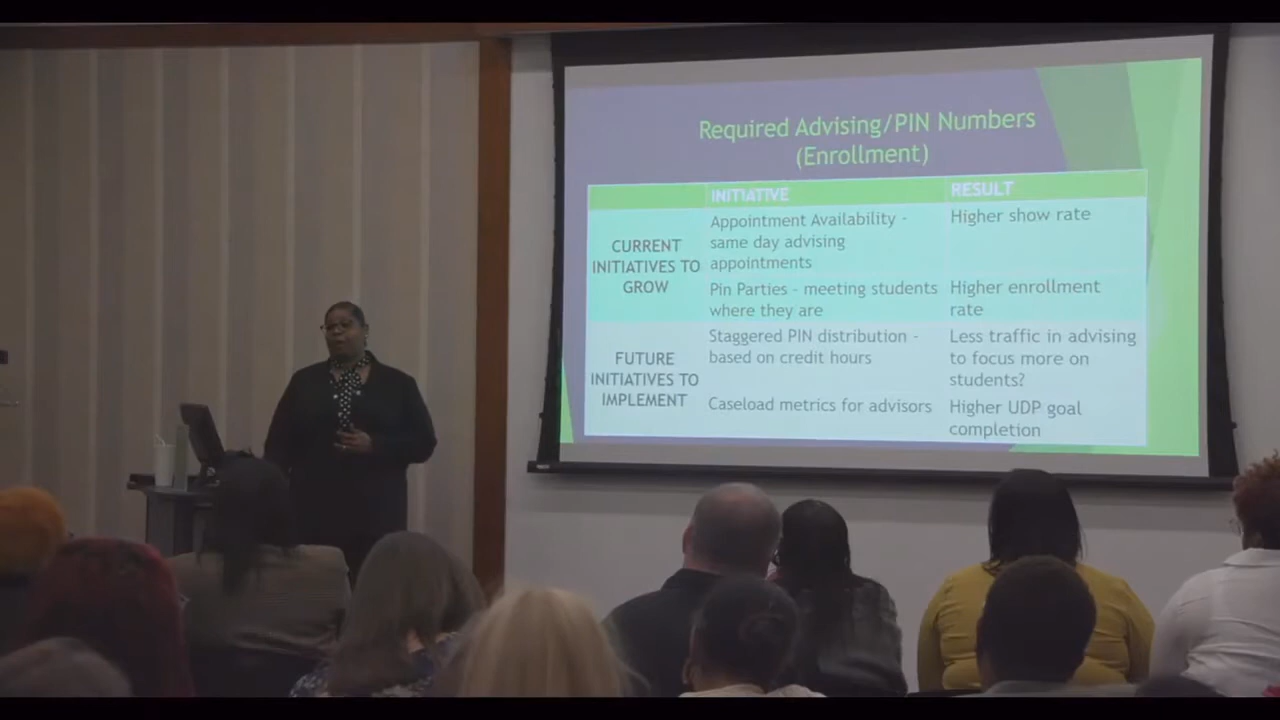 Required Advising/PIN Numbers
(Enrollment)
INITIATIVE
RESULT
CURRENT
INITIATIVES TO
GROW
Appointment Availability -
same day advising
appointments
Higher show rate
Pin Parties - meeting students
where they are
Higher enrollment
rate
FUTURE
INITIATIVES TO
IMPLEMENT
Staggered PIN distribution -
based on credit hours
Less traffic in advising
to focus more on
students?
Caseload metrics for advisors
Higher UDP goal
completion